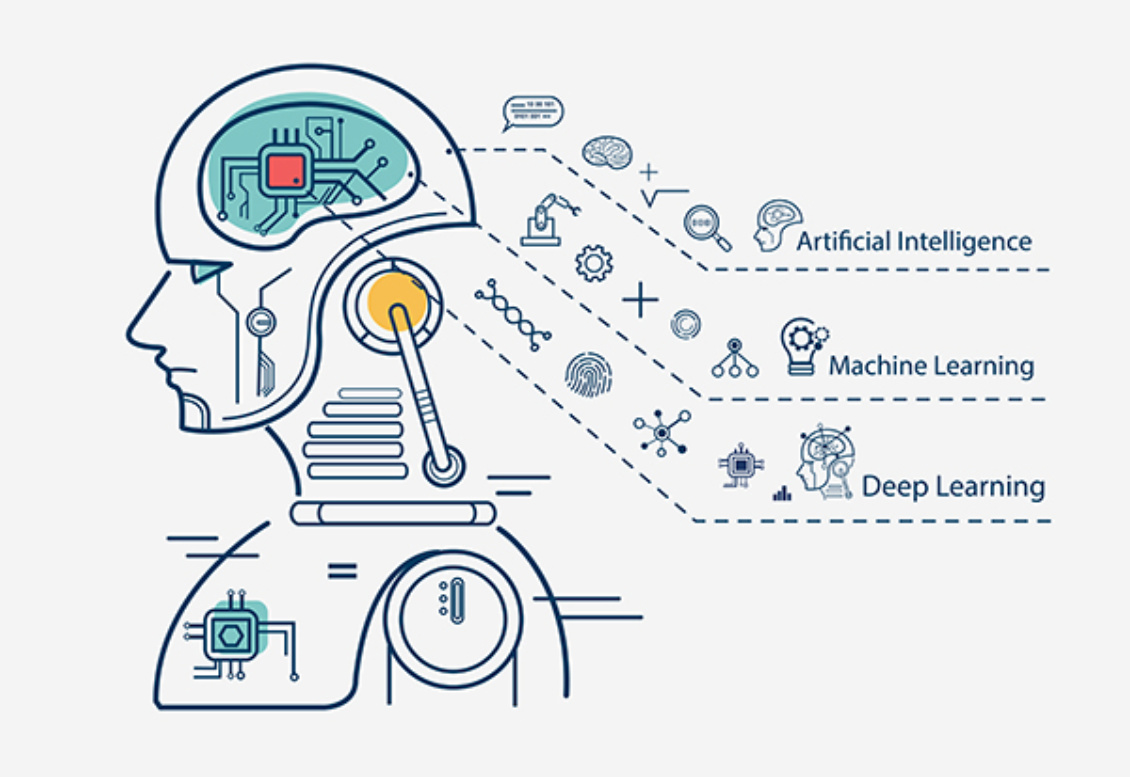 Artificial Intelligence
Machine Learning
Deep Learning